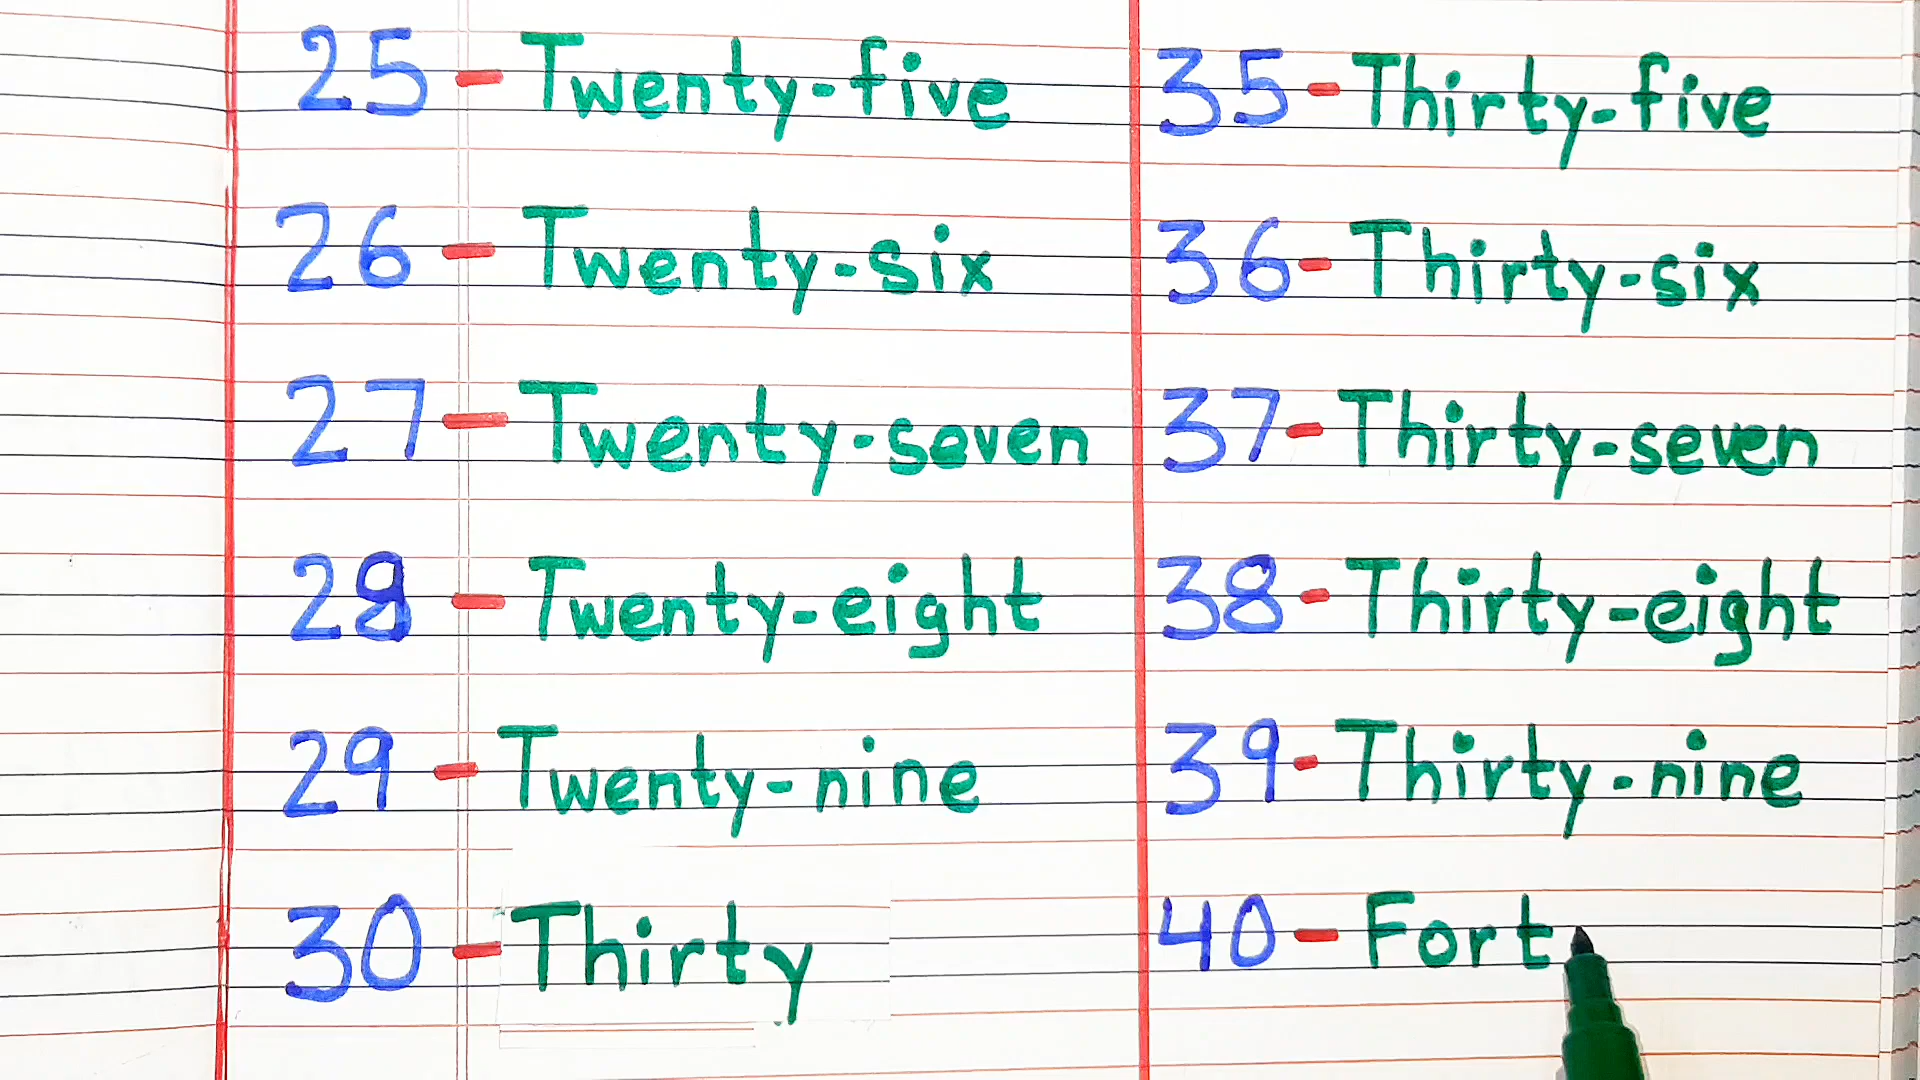 25 - Twenty-five
26 - Twenty-six
27 - Twenty-seven
28 - Twenty-eight
29 - Twenty-nine
30 - Thirty
35 - Thirty-five
36 - Thirty-six
37 - Thirty-seven
38 - Thirty-eight
39 - Thirty-nine
40 - Fort